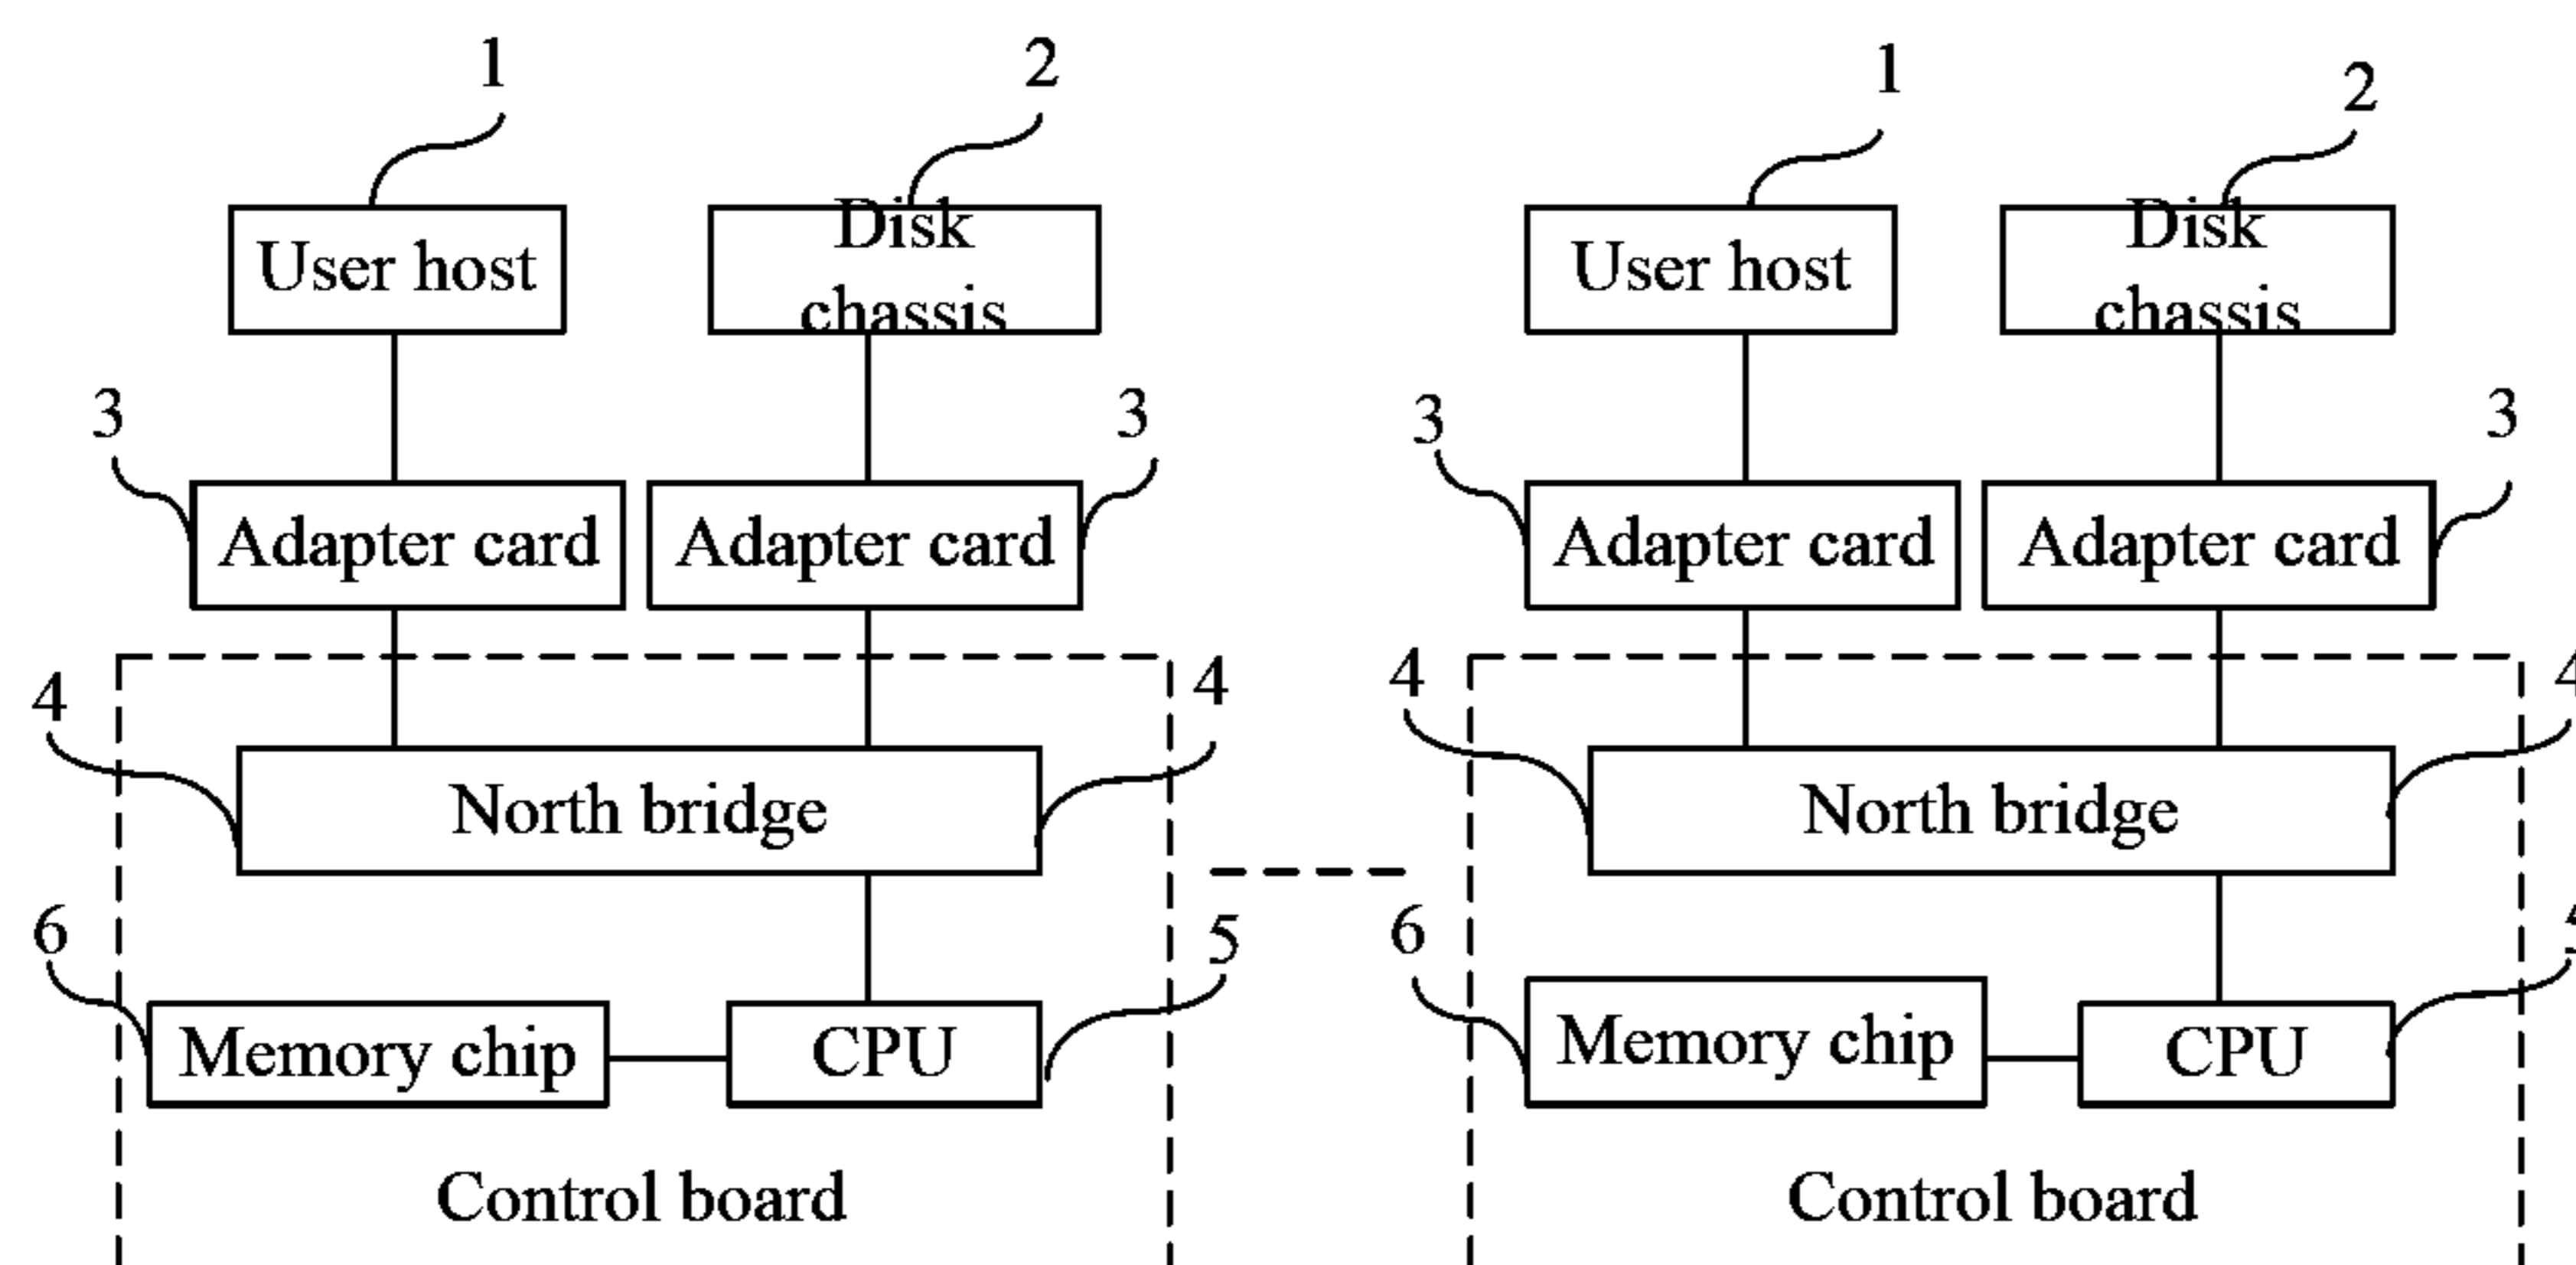 1
2
1
2
User host
Disk
chassis
User host
Disk
chassis
3
3
3
3
Adapter card
Adapter card
Adapter card
Adapter card
4
4
4
4
North bridge
North bridge
6
5
6
Memory chip
CPU
Memory chip
CPU
Control board
Control board